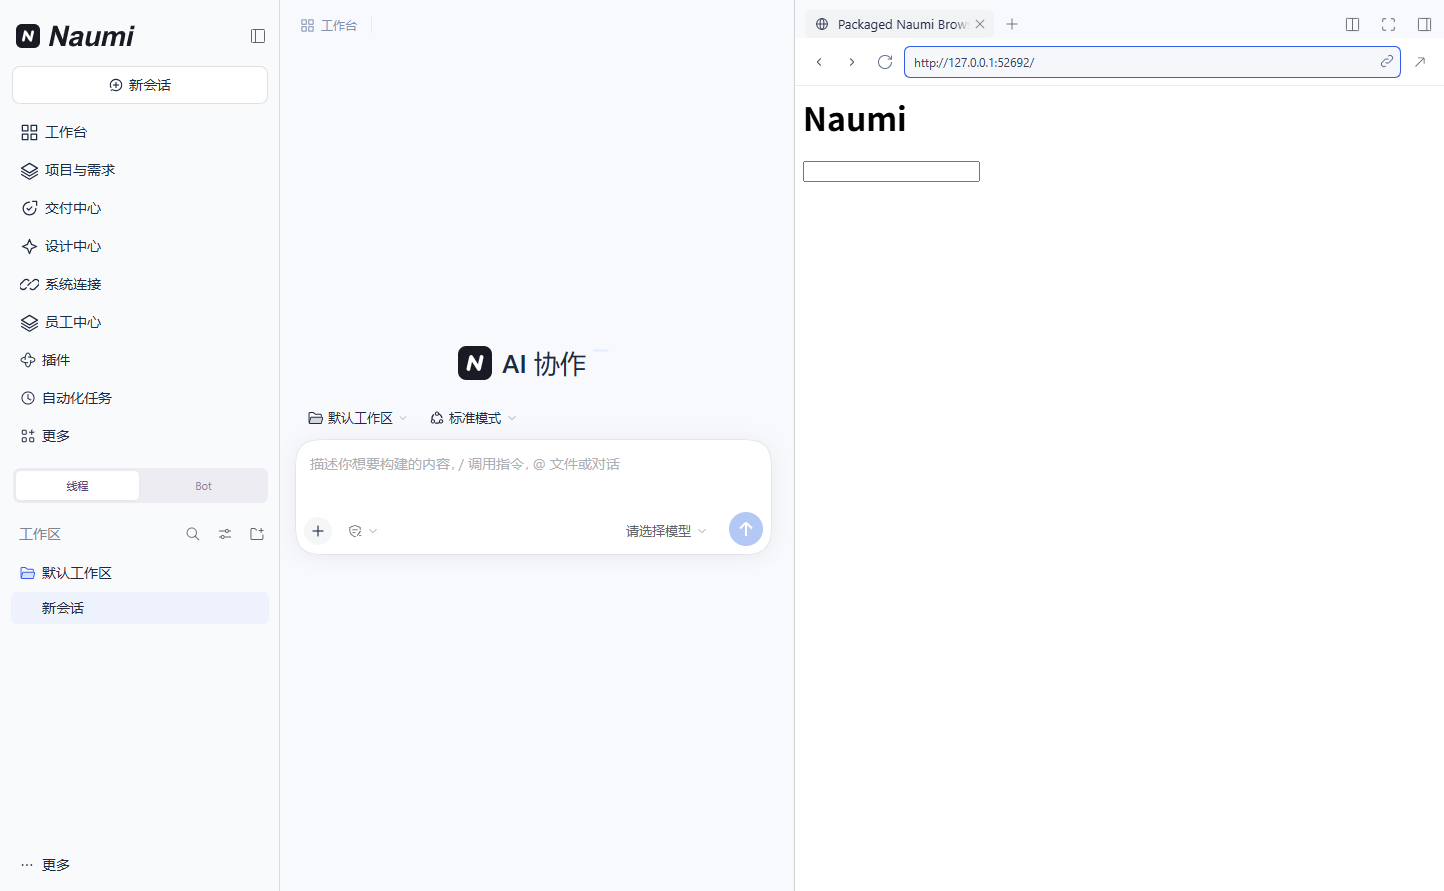 Naumi
新会话
工作台
项目与需求
交付中心
设计中心
系统连接
员工中心
插件
自动化任务
更多
线程
Bot
工作区
默认工作区
新会话
更多
工作台
AI 协作
默认工作区
标准模式
描述你想要构建的内容, / 调用指令, @ 文件或对话
请选择模型
Packaged Naumi Brow
http://127.0.0.1:52692/
Naumi